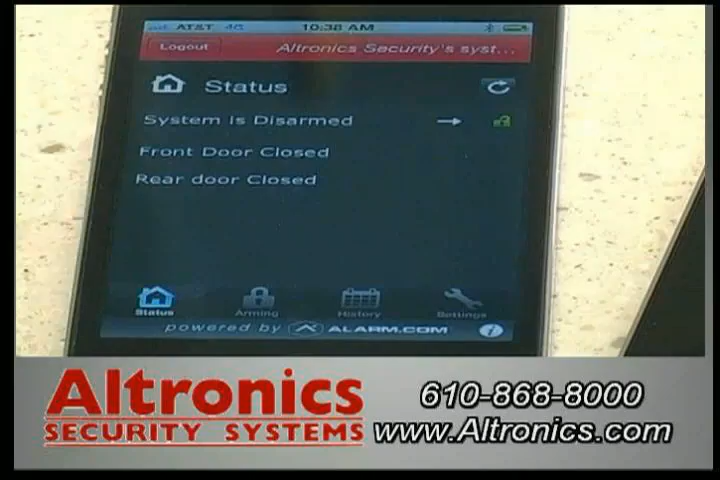 AT&T 4G 10:38 AM
Logout Altronics Security's syst...
Status
System is Disarmed
Front Door Closed
Rear door Closed
Status Arming History Settings
powered by ALARM.COM
Altronics
SECURITY SYSTEMS
610-868-8000
www.Altronics.com